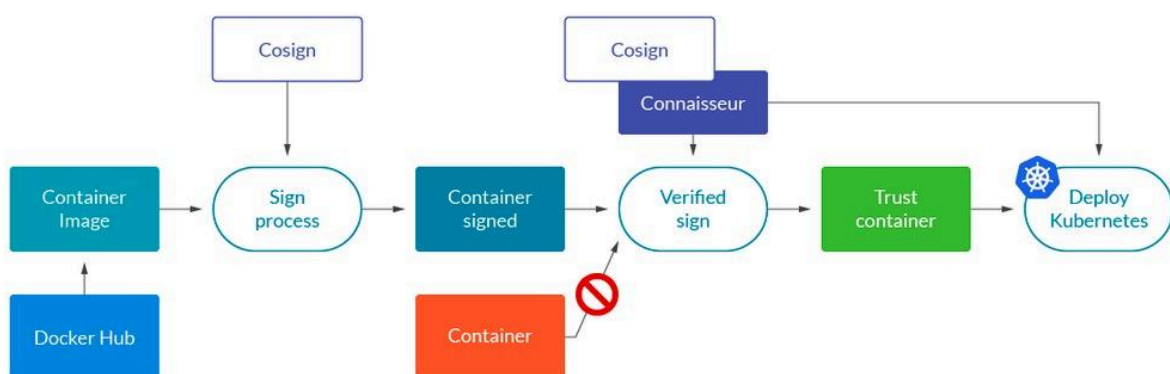 Cosign
Cosign
Connaisseur
Container
Image
Sign
process
Container
signed
Verified
sign
Trust
container
Deploy
Kubernetes
Docker Hub
Container